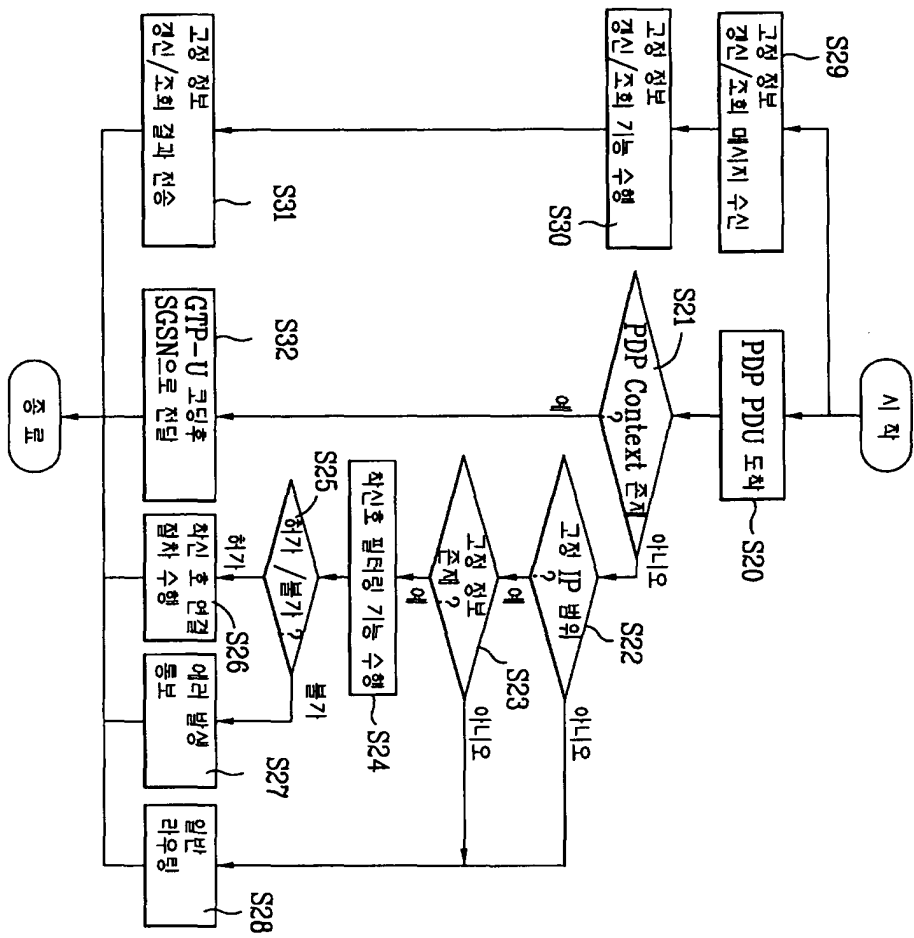 시작
PDP PDU 도착
S20
S29
고정 정보
갱신/조회 메시지 수신
S21
PDP Context 존재
?
아니요
예
S30
고정 정보
갱신/조회 기능 수행
고정 IP 범위
?
S22
아니요
예
고정 정보
존재 ?
S23
아니요
예
착신호 필터링 기능 수행
S24
S25
허가/불가 ?
허가
불가
S31
고정 정보
갱신/조회 결과 전송
S32
GTP-U 코딩후
SGSN으로 전달
착신 호 연결
절차 수행
S26
에러 발생
통보
S27
일반
라우팅
S28
종료